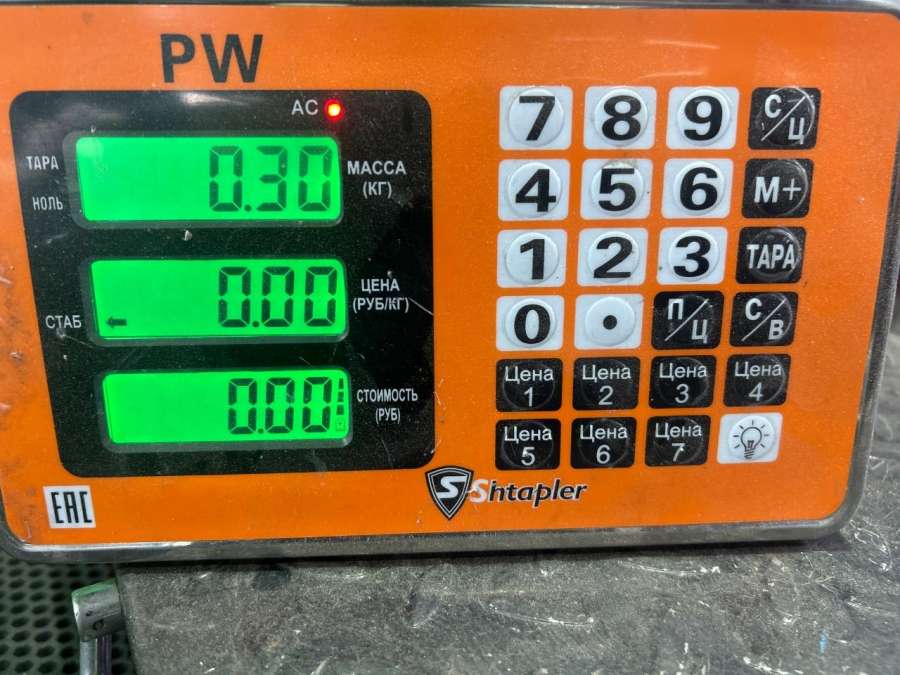 PW
AC
ТАРА
НОЛЬ
0.30
МАССА
(КГ)
СТАБ
0.00
ЦЕНА
(РУБ/КГ)
0.00
СТОИМОСТЬ
(РУБ)
7 8 9 С/Ц
4 5 6 М+
1 2 3 ТАРА
0 . П/Ц С/В
Цена 1 Цена 2 Цена 3 Цена 4
Цена 5 Цена 6 Цена 7
EAC
S Shtapler